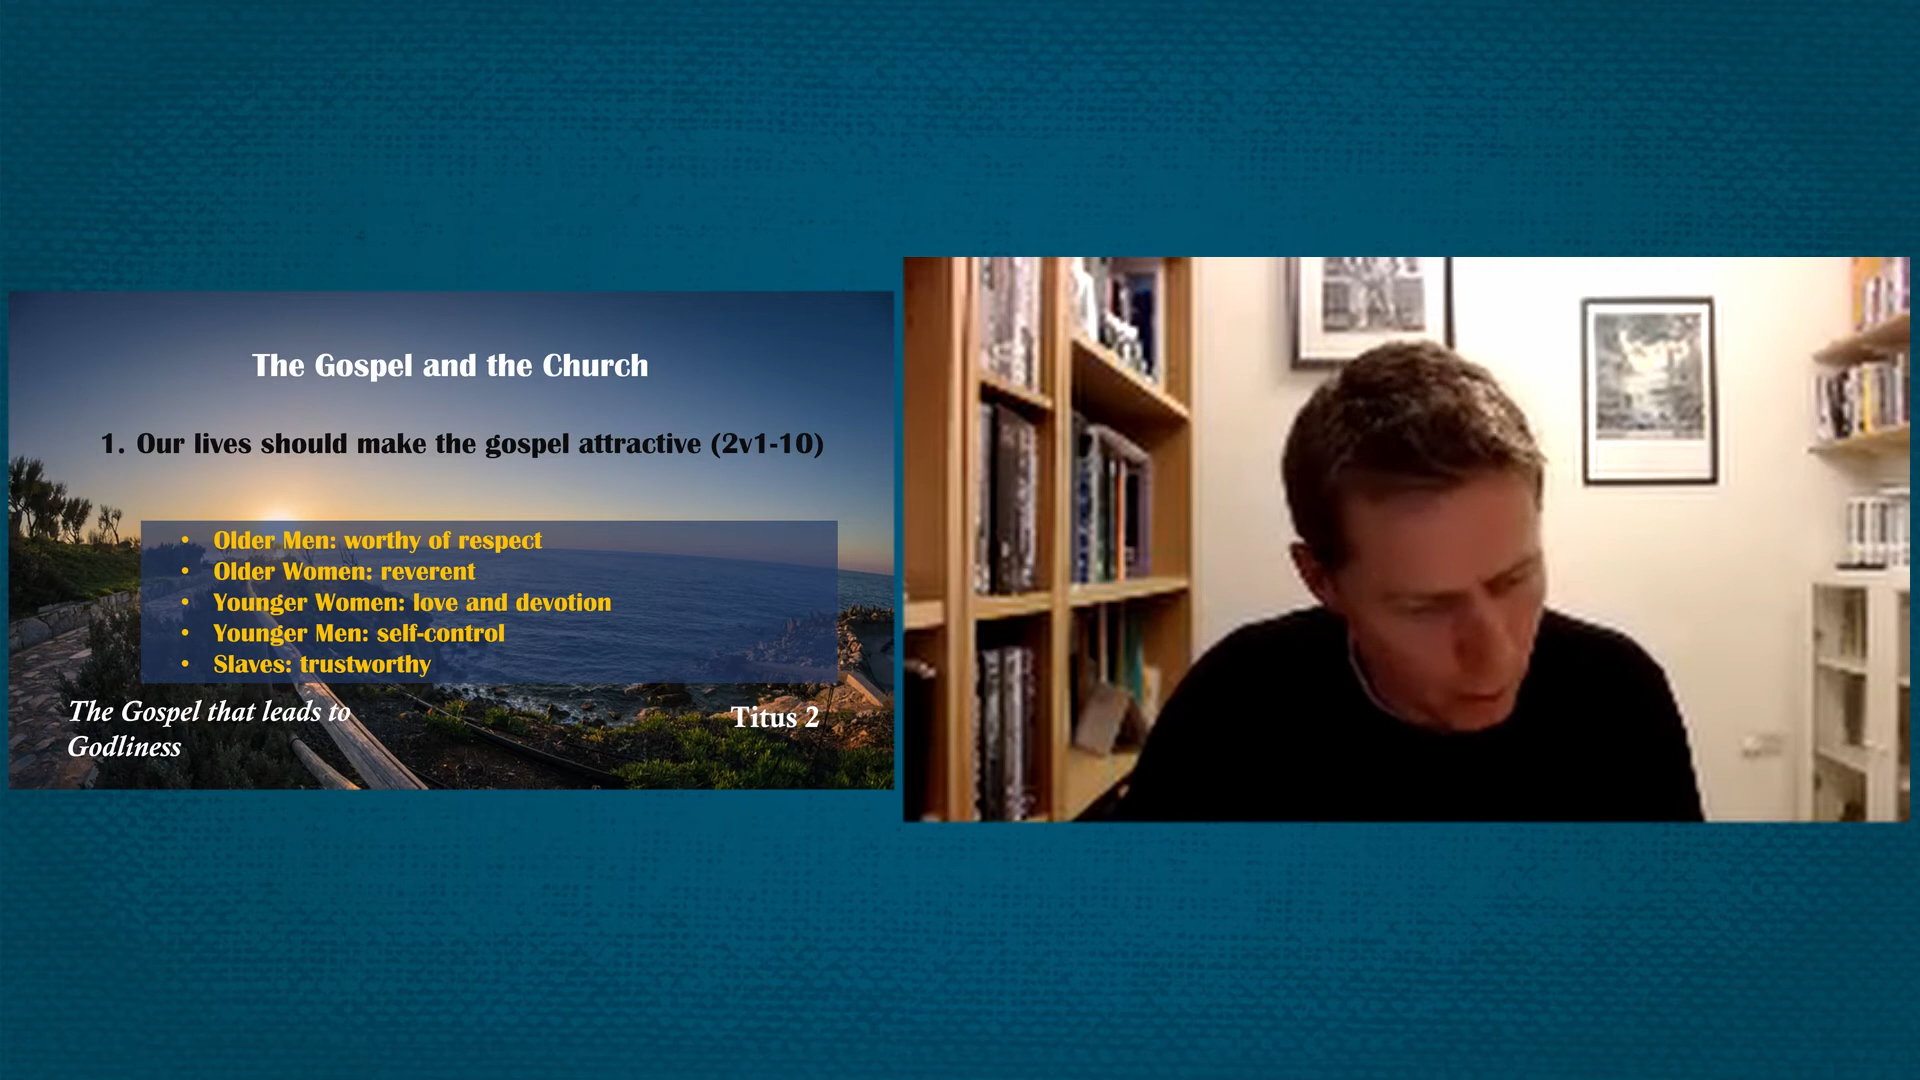 The Gospel and the Church
1. Our lives should make the gospel attractive (2v1-10)
• Older Men: worthy of respect
• Older Women: reverent
• Younger Women: love and devotion
• Younger Men: self-control
• Slaves: trustworthy
The Gospel that leads to
Godliness
Titus 2